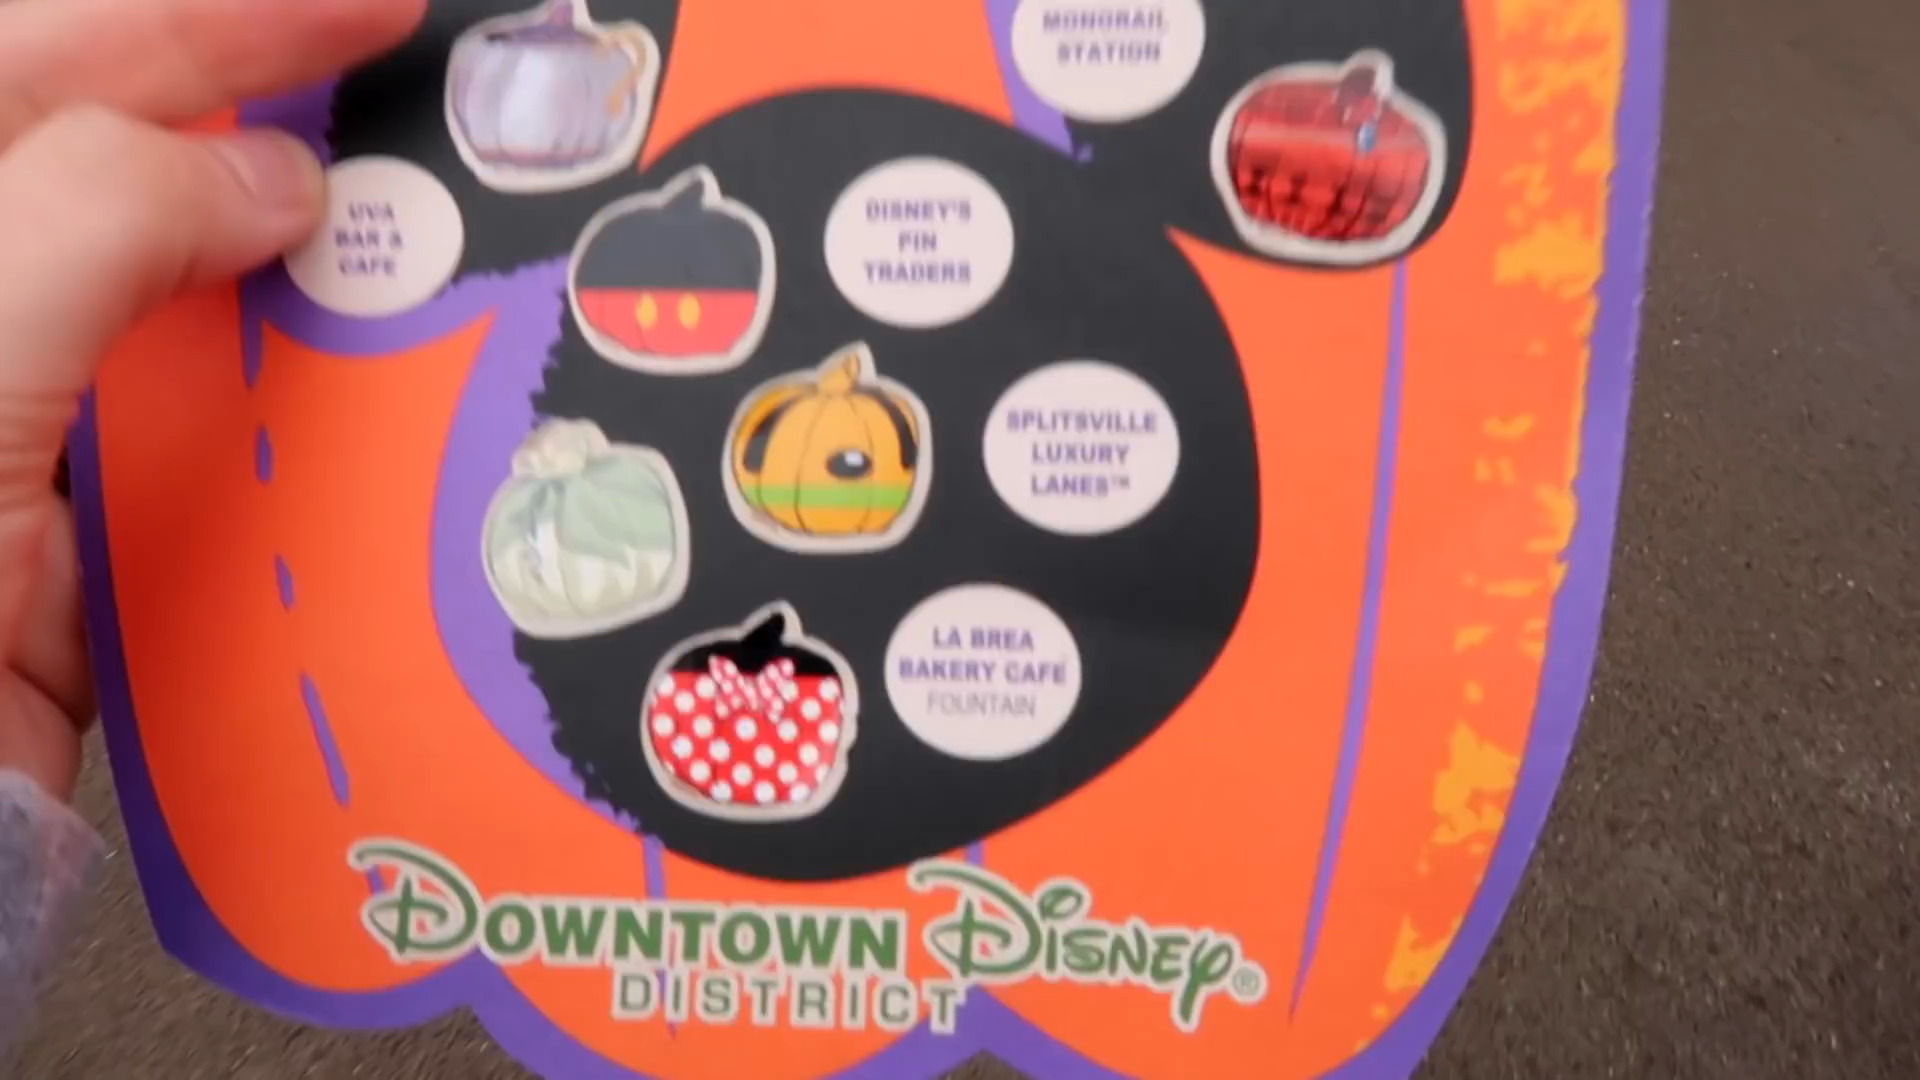 MONORAIL
STATION
UVA
BAR &
CAFE
DISNEY'S
PIN
TRADERS
SPLITSVILLE
LUXURY
LANES™
LA BREA
BAKERY CAFE
FOUNTAIN
DOWNTOWN DISNEY®
DISTRICT